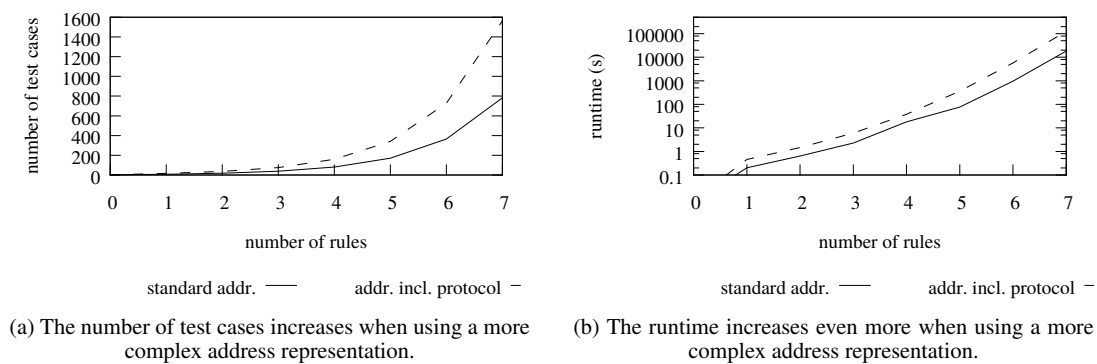 1600
1400
1200
1000
800
600
400
200
0
number of test cases
0 1 2 3 4 5 6 7
number of rules
standard addr.
addr. incl. protocol
(a) The number of test cases increases when using a more
complex address representation.
100000
10000
1000
100
10
1
0.1
runtime (s)
0 1 2 3 4 5 6 7
number of rules
standard addr.
addr. incl. protocol
(b) The runtime increases even more when using a more
complex address representation.